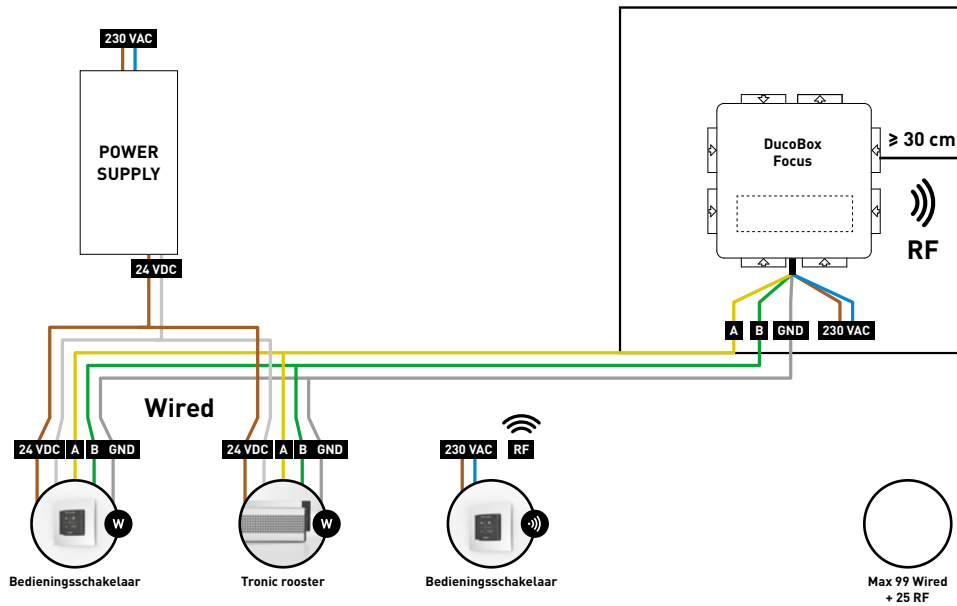 230 VAC
POWER
SUPPLY
24 VDC
DucoBox
Focus
≥ 30 cm
RF
A B GND 230 VAC
Wired
24 VDC A B GND
24 VDC A B GND
230 VAC RF
W
W
Bedieningsschakelaar
Tronic rooster
Bedieningsschakelaar
Max 99 Wired
+ 25 RF